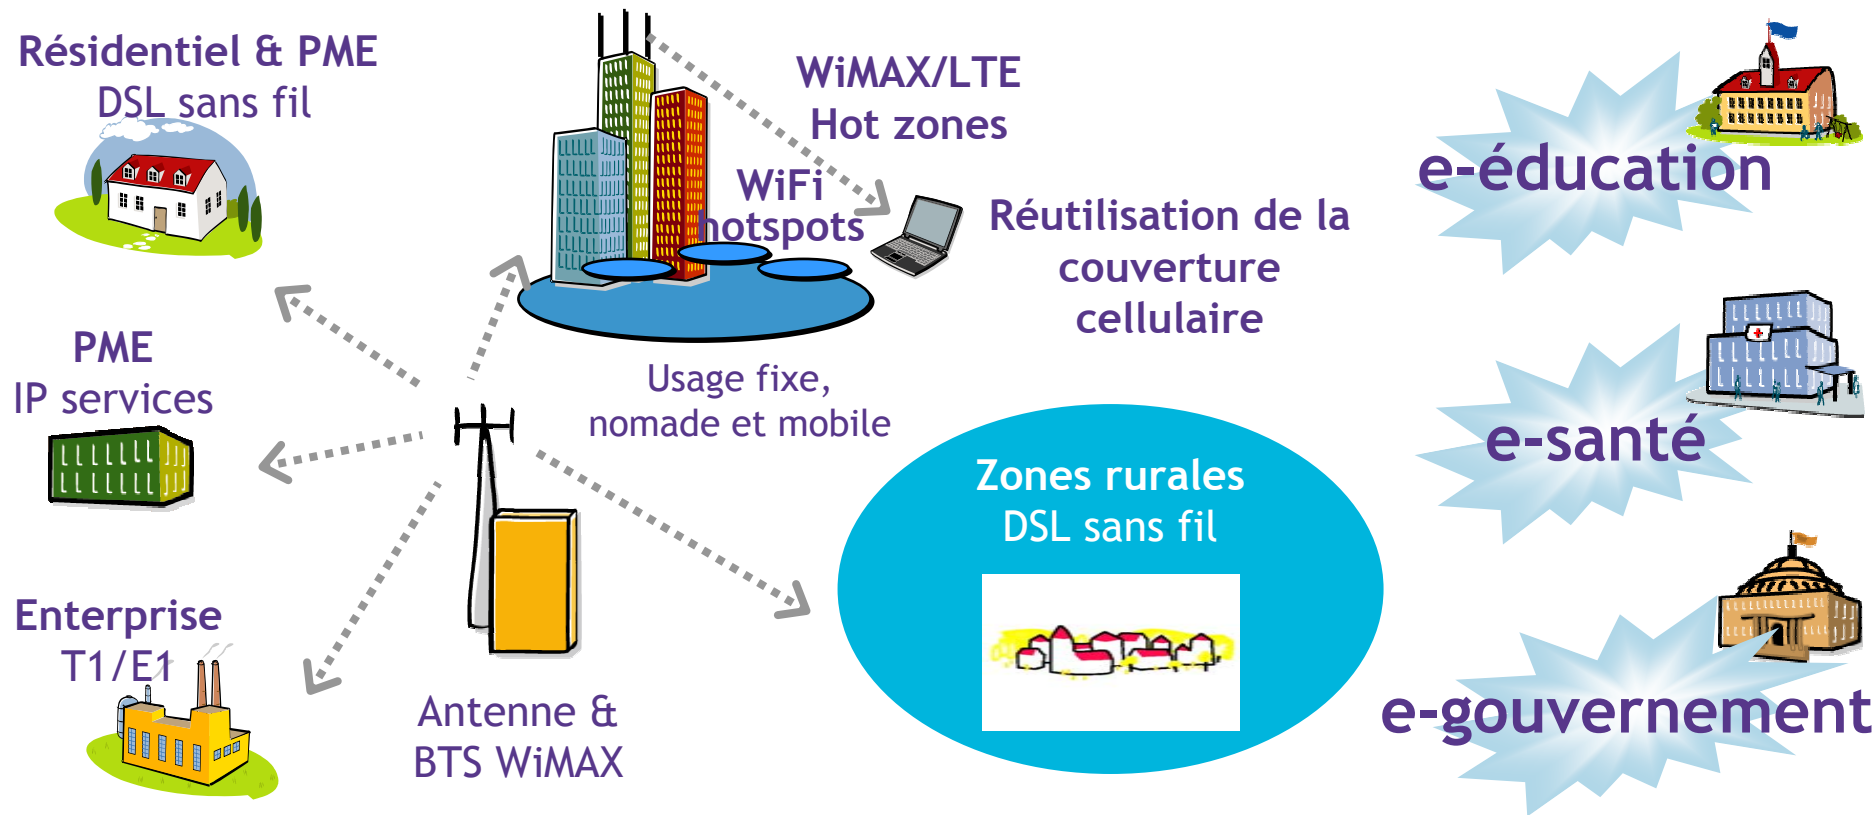 Résidentiel & PME
DSL sans fil
PME
IP services
Enterprise
T1/E1
Antenne &
BTS WiMAX
WiMAX/LTE
Hot zones
WiFi
hotspots
Réutilisation de la
couverture
cellulaire
Usage fixe,
nomade et mobile
Zones rurales
DSL sans fil
e-éducation
e-santé
e-gouvernement